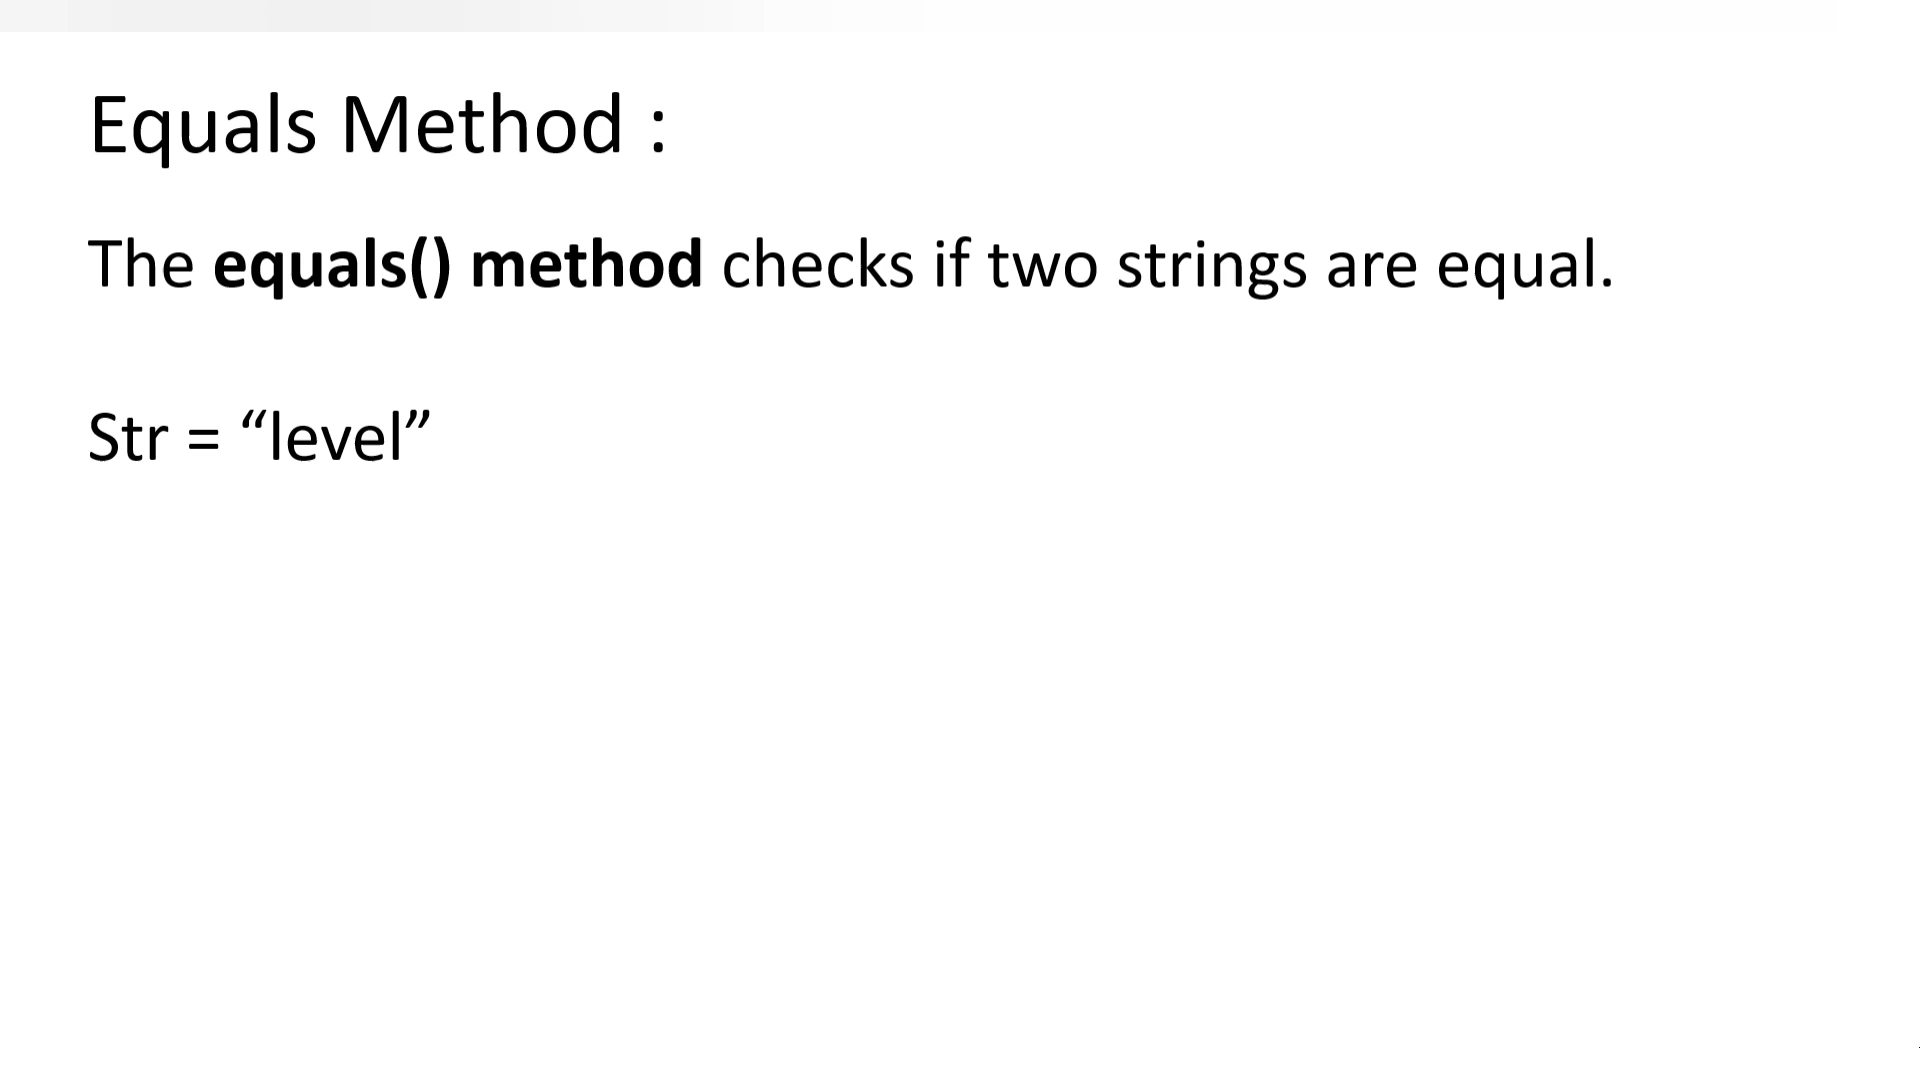 Equals Method :
The equals() method checks if two strings are equal.
Str = “level”